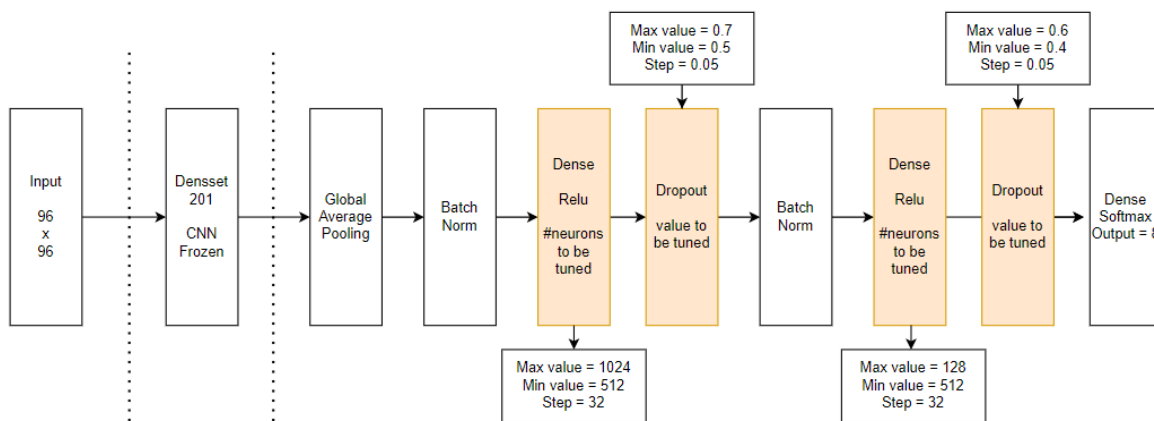 Max value = 0.7
Min value = 0.5
Step = 0.05
Max value = 0.6
Min value = 0.4
Step = 0.05
Input
96
x
96
Densset
201
CNN
Frozen
Global
Average
Pooling
Batch
Norm
Dense
Relu
#neurons
to be
tuned
Dropout
value to
be tuned
Batch
Norm
Dense
Relu
#neurons
to be
tuned
Dropout
value to
be tuned
Dense
Softmax
Output = 8
Max value = 1024
Min value = 512
Step = 32
Max value = 128
Min value = 512
Step = 32